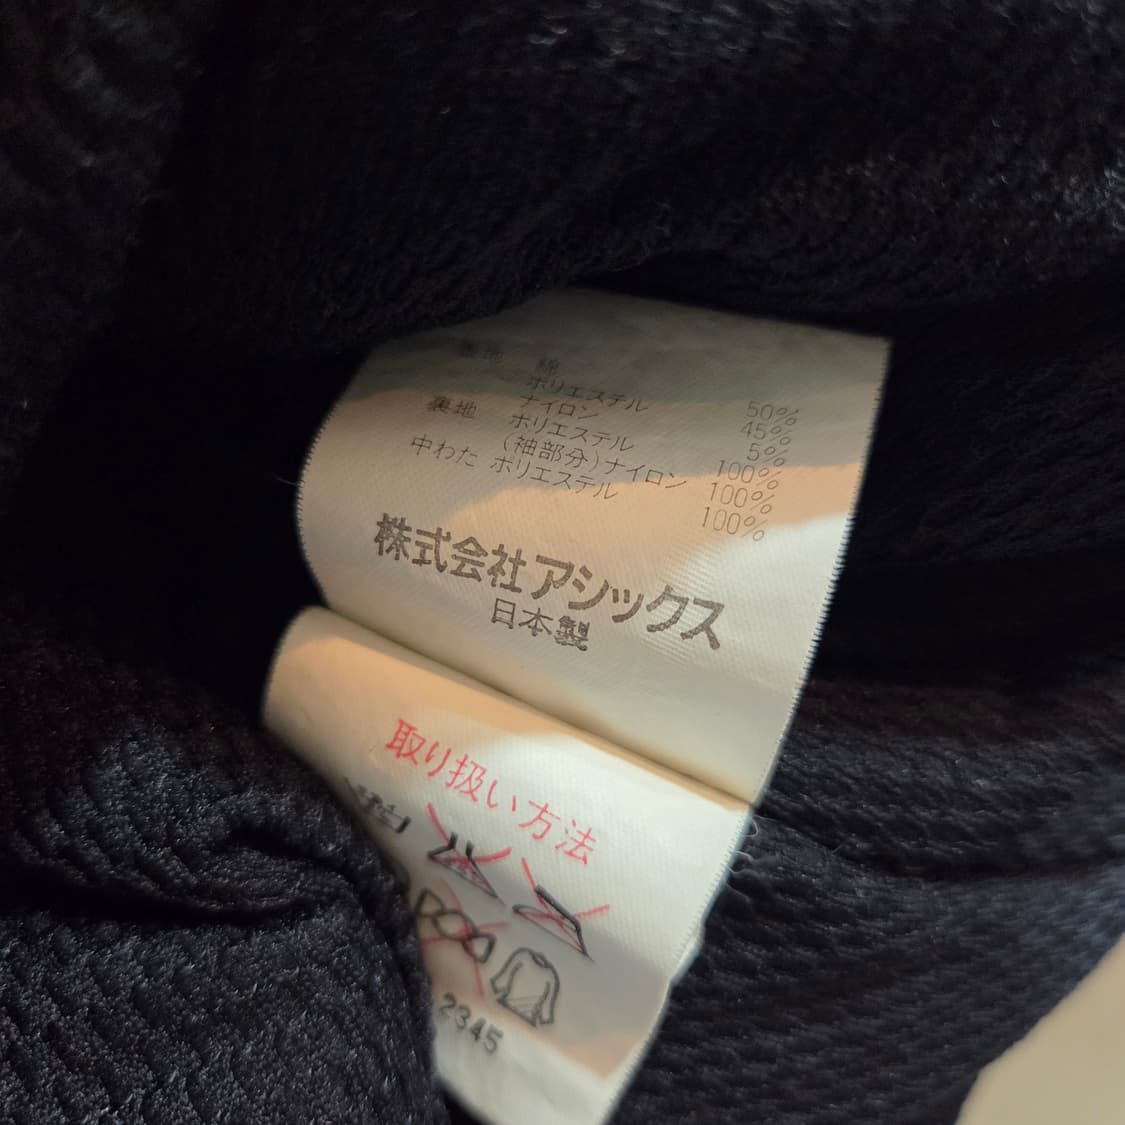 表地 綿 50%
ポリエステル 45%
ナイロン 5%
裏地 ポリエステル 100%
(袖部分)ナイロン 100%
中わた ポリエステル 100%
株式会社アシックス
日本製
取り扱い方法
2345